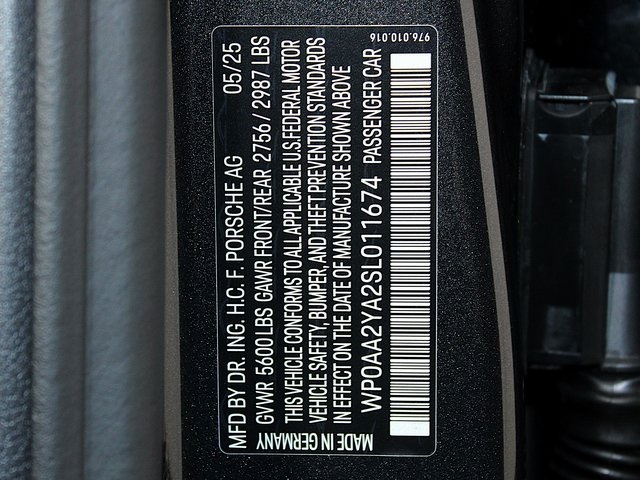 MFD BY DR. ING. H.C. F. PORSCHE AG 05/25
GVWR 5600 LBS GAWR FRONT/REAR 2756 / 2987 LBS
THIS VEHICLE CONFORMS TO ALL APPLICABLE U.S.FEDERAL MOTOR
VEHICLE SAFETY, BUMPER, AND THEFT PREVENTION STANDARDS
IN EFFECT ON THE DATE OF MANUFACTURE SHOWN ABOVE
WP0AA2YA2SL011674 PASSENGER CAR
MADE IN GERMANY
976.010.016